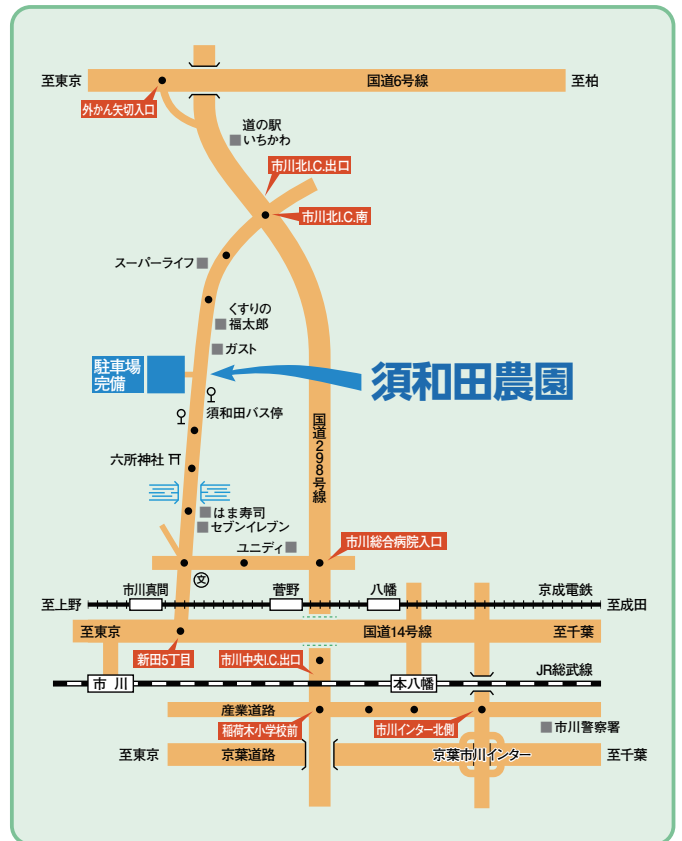 至東京
国道6号線
至柏
外かん矢切入口
道の駅
いちかわ
市川北I.C.出口
市川北I.C.南
スーパーライフ
くすりの
福太郎
ガスト
駐車場
完備
須和田農園
須和田バス停
国道298号線
六所神社
はま寿司
セブンイレブン
ユニディ
市川総合病院入口
文
市川真間
菅野
八幡
京成電鉄
至上野
至成田
至東京
国道14号線
至千葉
新田5丁目
市川中央I.C.出口
JR総武線
市川
本八幡
産業道路
稲荷木小学校前
市川インター北側
市川警察署
至東京
京葉道路
京葉市川インター
至千葉